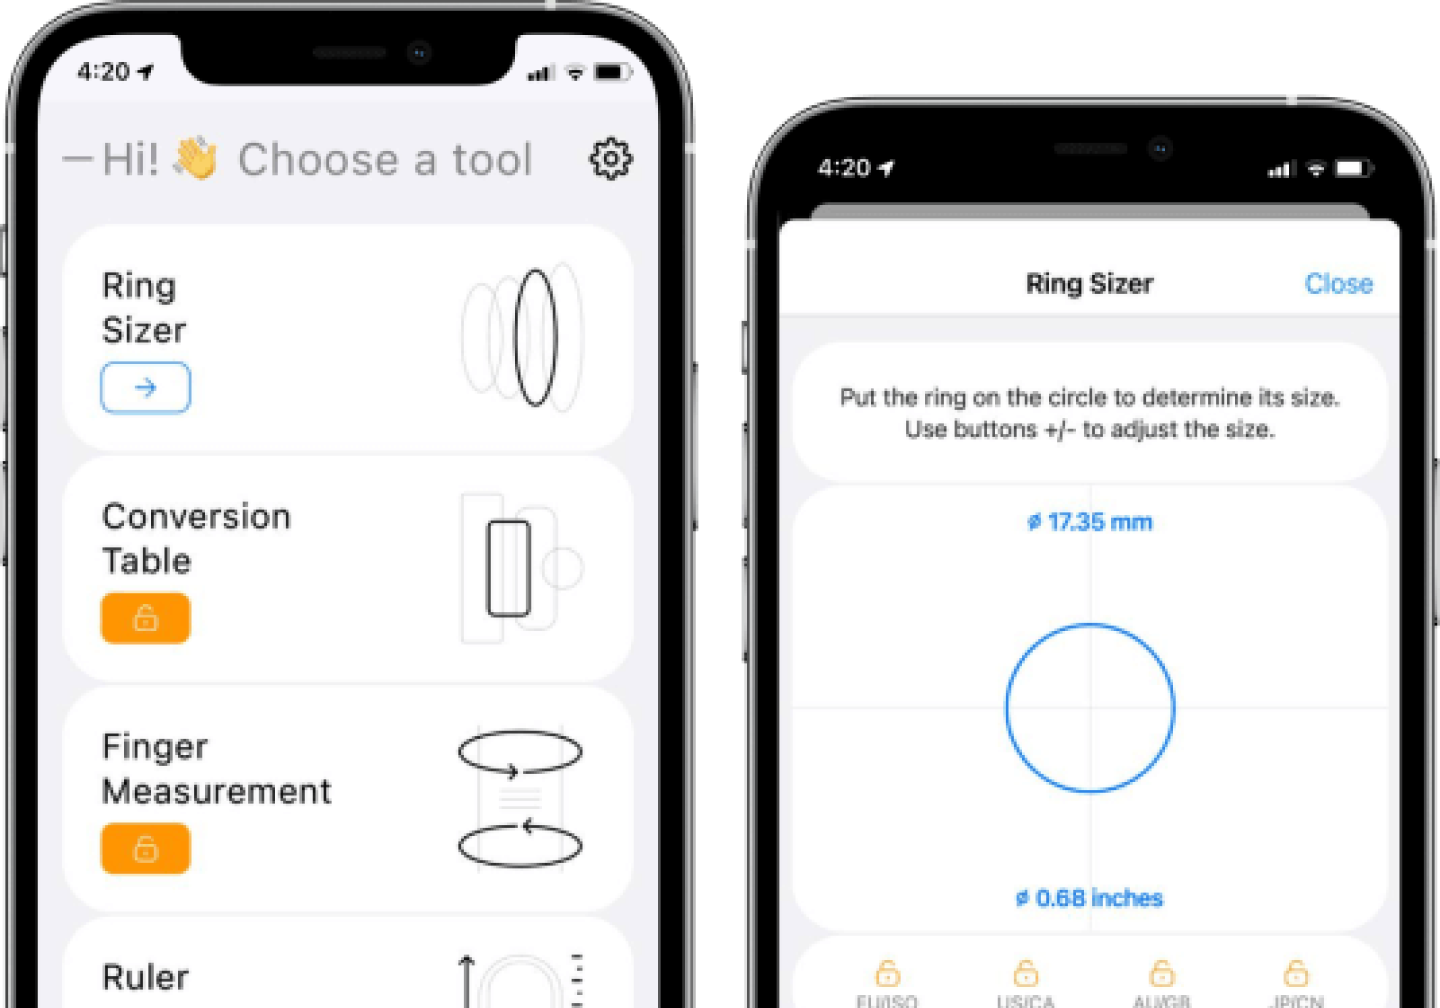 4:20
Hi! 👋 Choose a tool
Ring
Sizer
Conversion
Table
Finger
Measurement
Ruler
4:20
Ring Sizer
Close
Put the ring on the circle to determine its size.
Use buttons +/- to adjust the size.
⌀ 17.35 mm
⌀ 0.68 inches
EU/ISO
US/CA
AU/GB
JP/CN